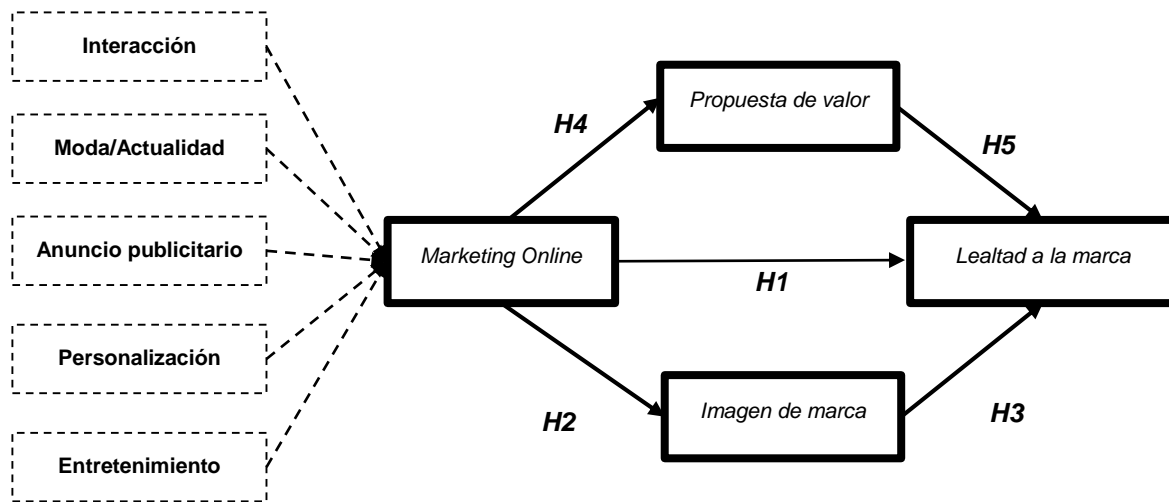 Interacción
Moda/Actualidad
Anuncio publicitario
Personalización
Entretenimiento
Marketing Online
H4
Propuesta de valor
H5
H1
Lealtad a la marca
H2
Imagen de marca
H3